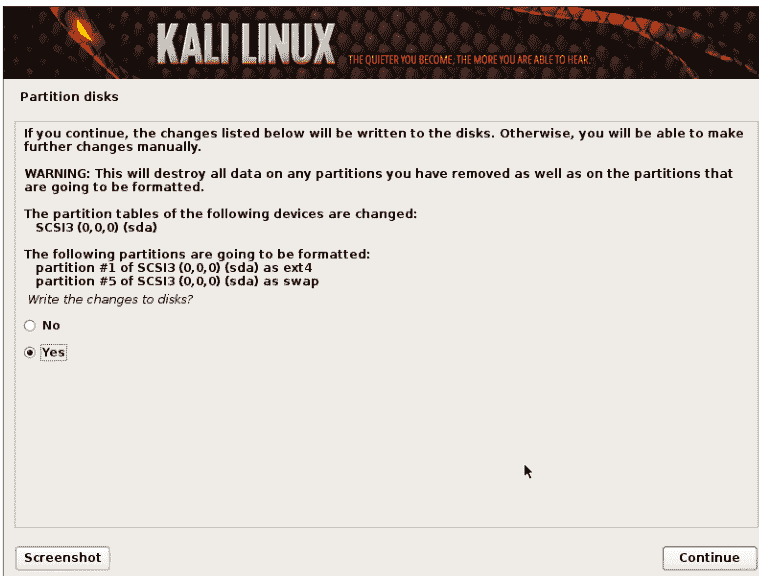 KALI LINUX
THE QUIETER YOU BECOME, THE MORE YOU ARE ABLE TO HEAR.
Partition disks
If you continue, the changes listed below will be written to the disks. Otherwise, you will be able to make
further changes manually.
WARNING: This will destroy all data on any partitions you have removed as well as on the partitions that
are going to be formatted.
The partition tables of the following devices are changed:
SCSI3 (0,0,0) (sda)
The following partitions are going to be formatted:
partition #1 of SCSI3 (0,0,0) (sda) as ext4
partition #5 of SCSI3 (0,0,0) (sda) as swap
Write the changes to disks?
No
Yes
Screenshot
Continue